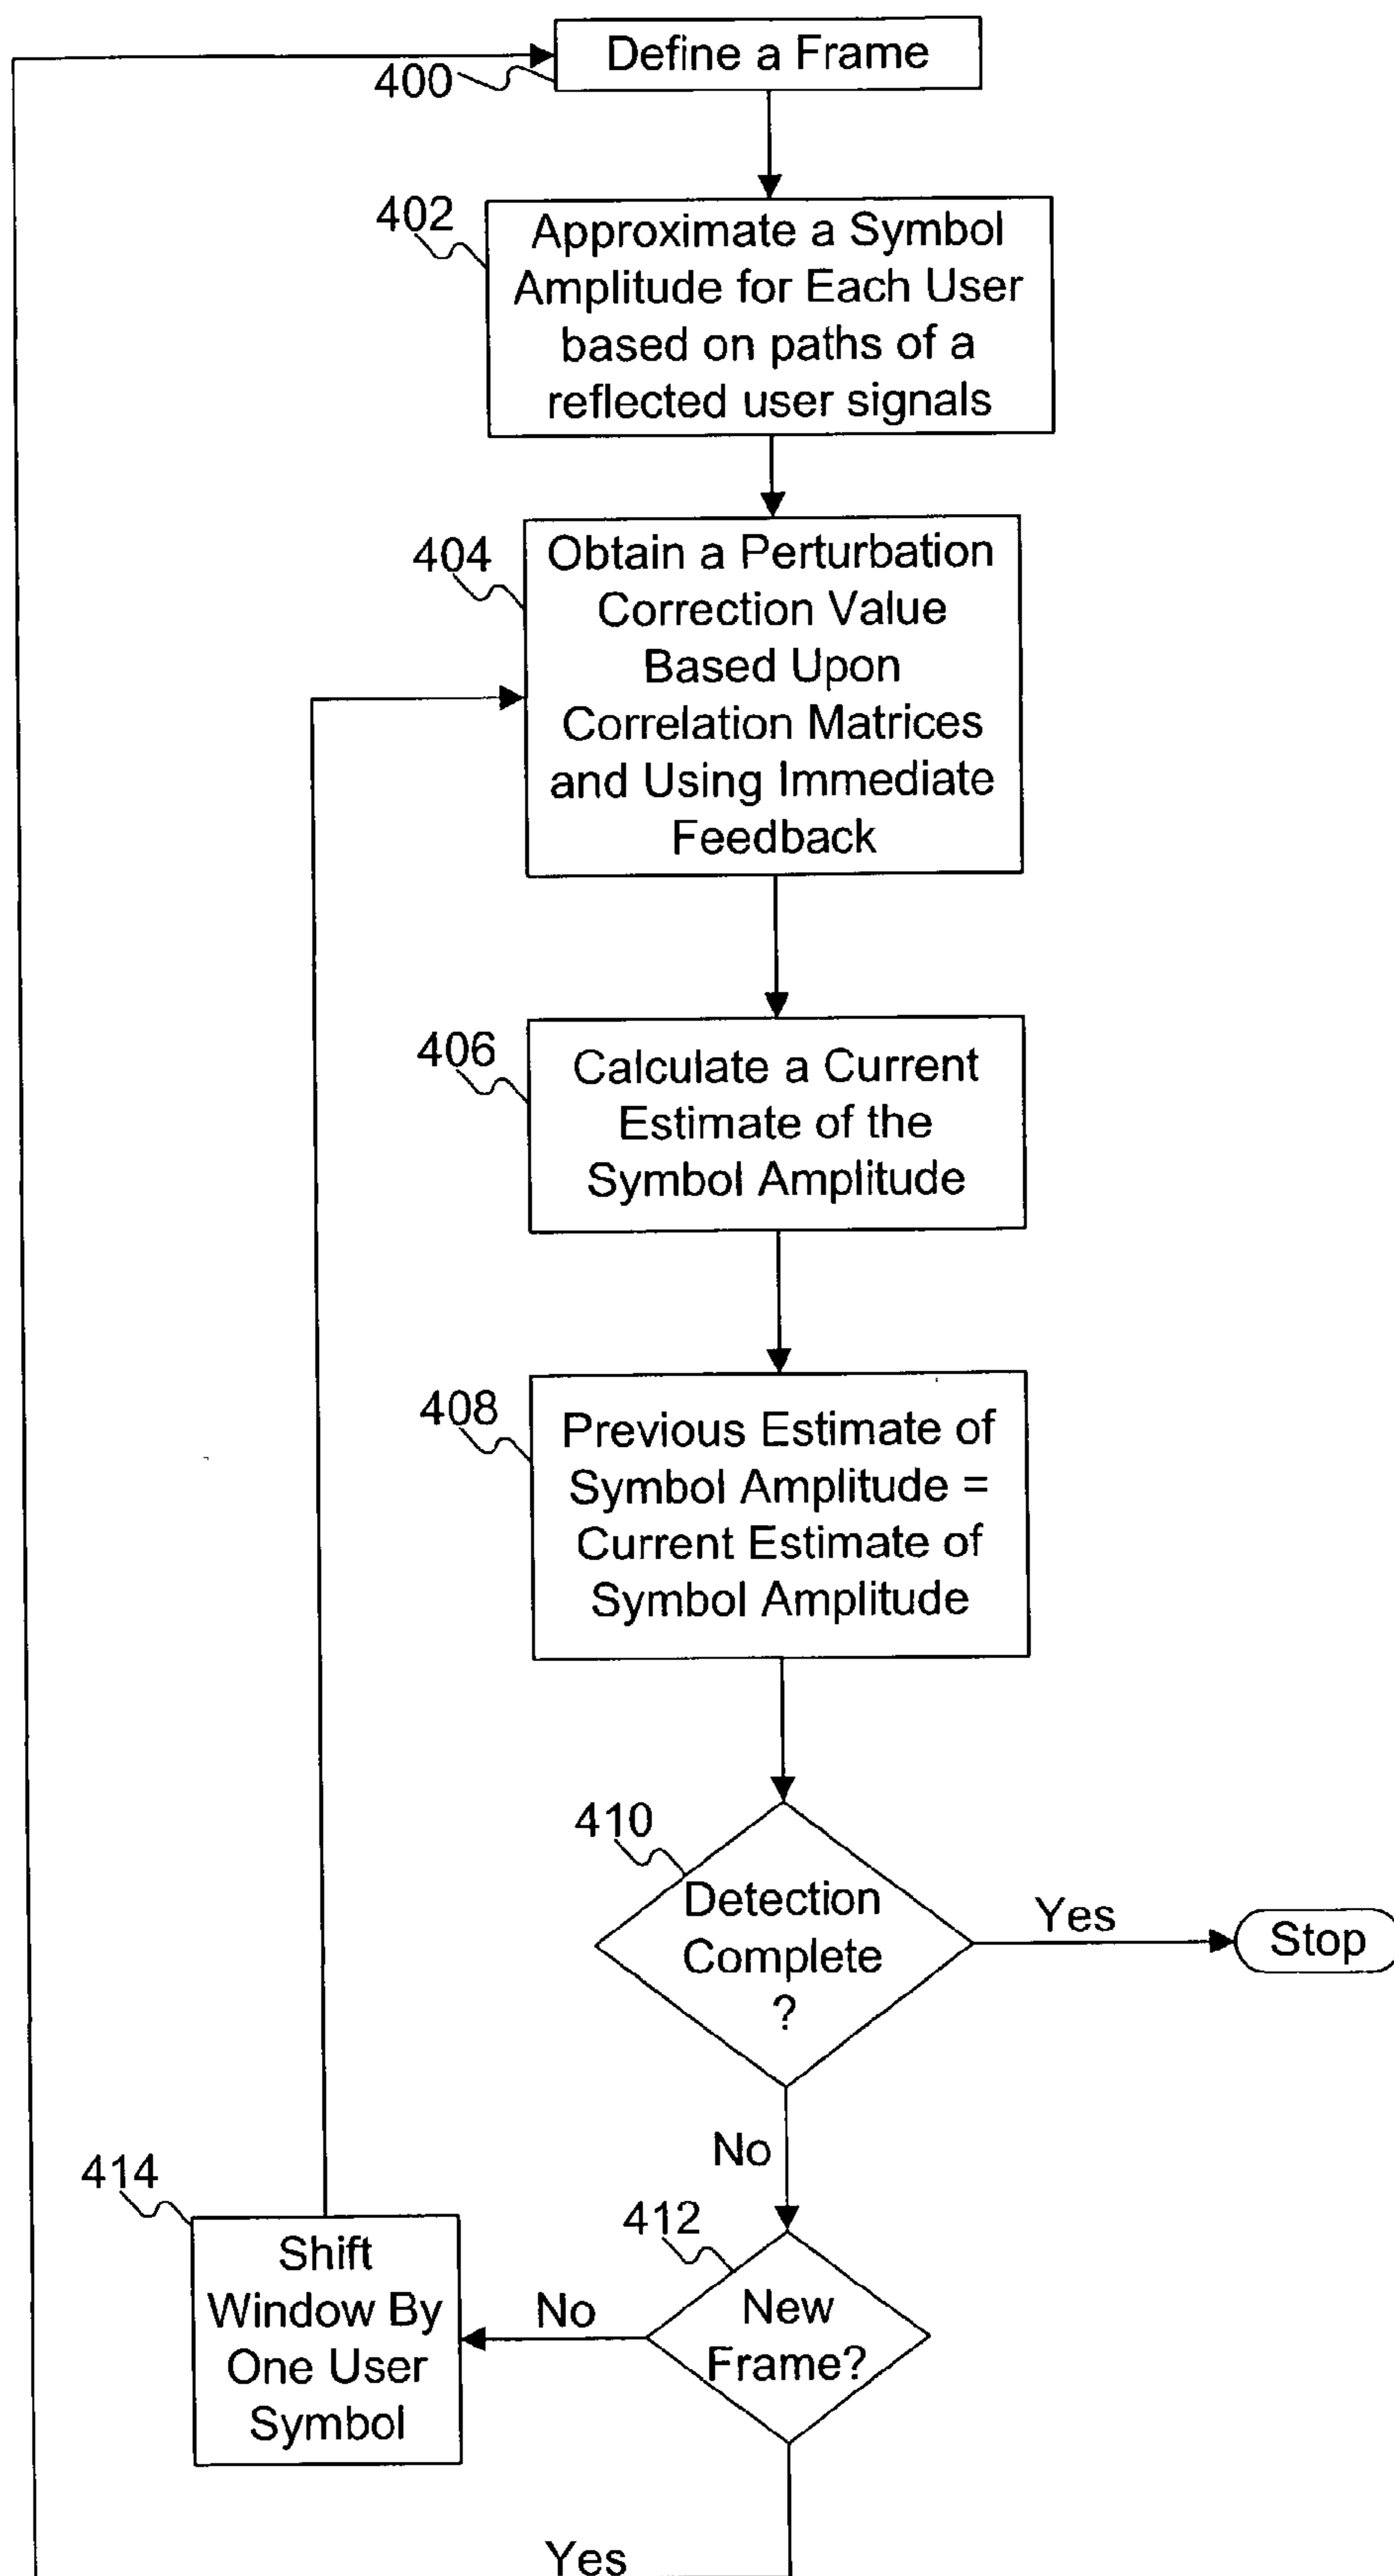 Define a Frame
400
402
Approximate a Symbol
Amplitude for Each User
based on paths of a
reflected user signals
404
Obtain a Perturbation
Correction Value
Based Upon
Correlation Matrices
and Using Immediate
Feedback
406
Calculate a Current
Estimate of the
Symbol Amplitude
408
Previous Estimate of
Symbol Amplitude =
Current Estimate of
Symbol Amplitude
410
Detection
Complete
?
Yes
Stop
No
412
New
Frame?
No
414
Shift
Window By
One User
Symbol
Yes